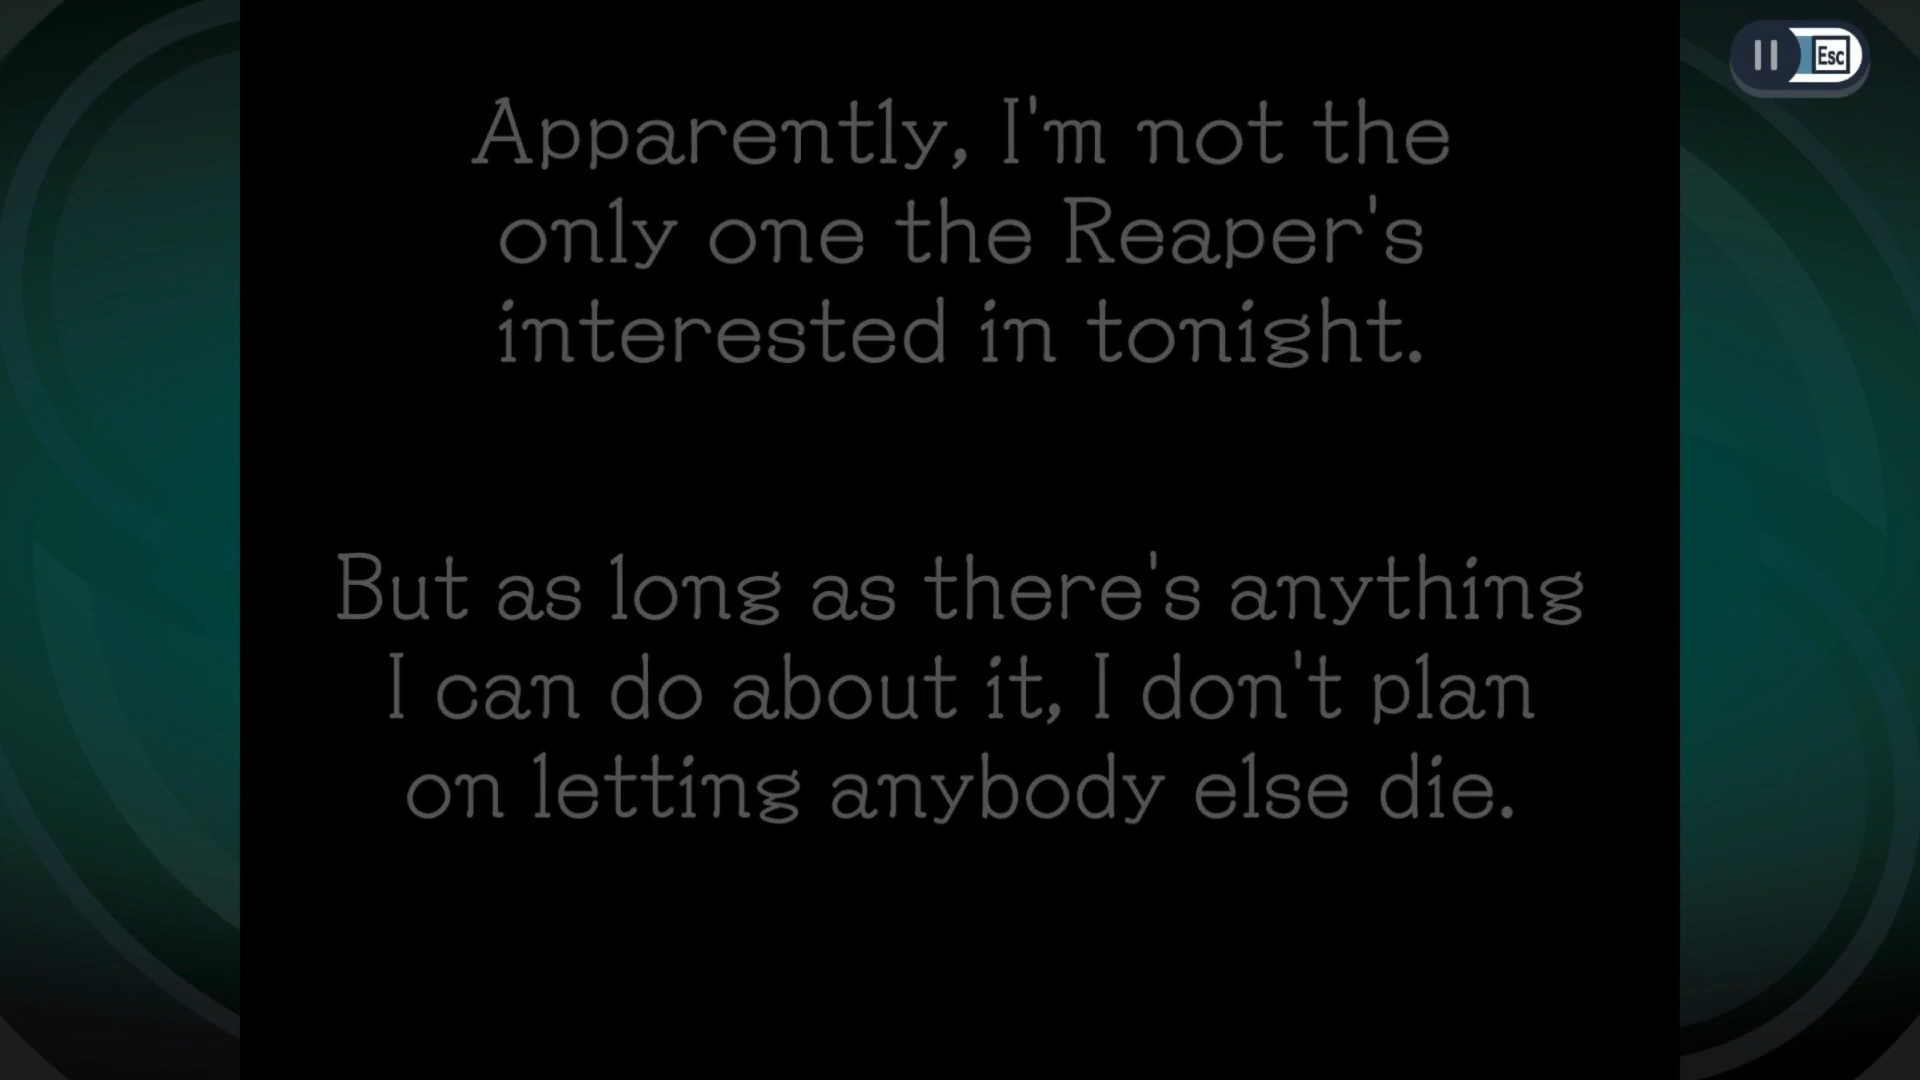 Esc
Apparently, I'm not the
only one the Reaper's
interested in tonight.
But as long as there's anything
I can do about it, I don't plan
on letting anybody else die.